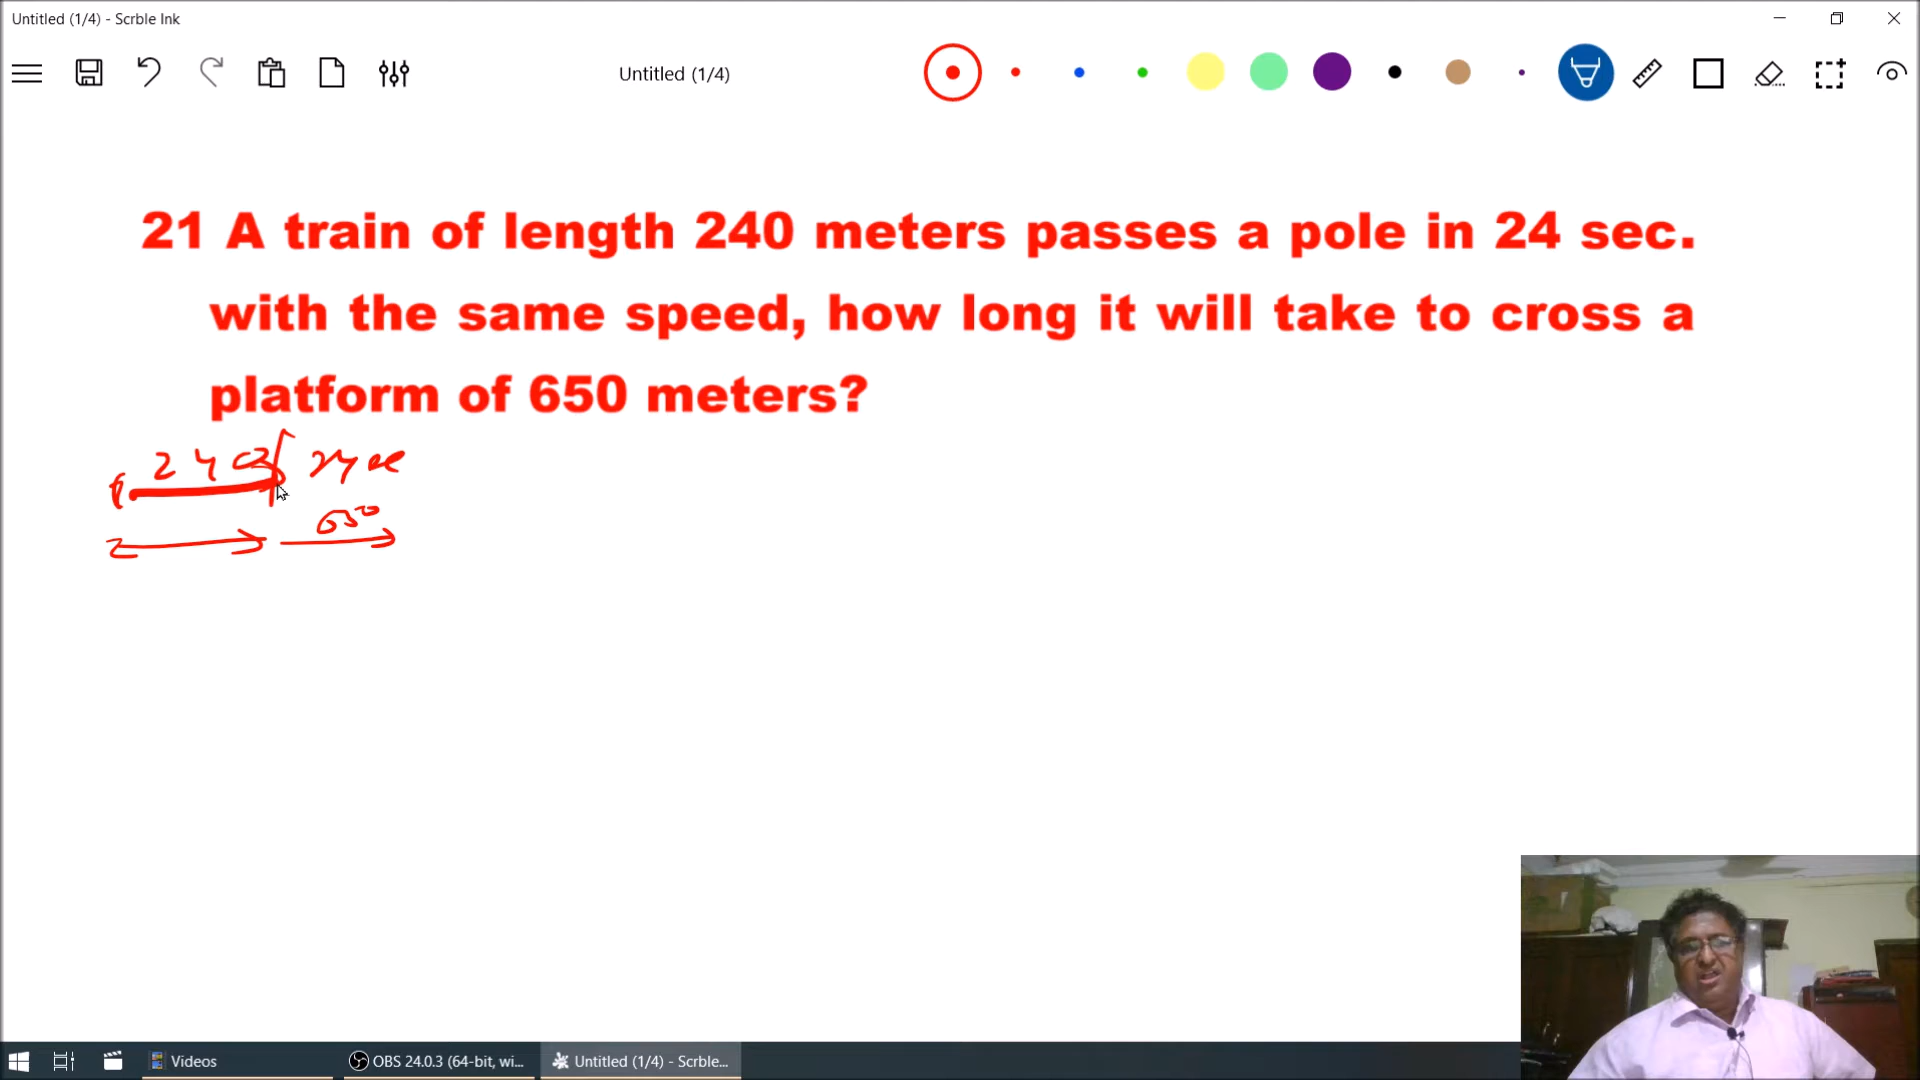 Untitled (1/4) - Scrble Ink
Untitled (1/4)
21 A train of length 240 meters passes a pole in 24 sec.
with the same speed, how long it will take to cross a
platform of 650 meters?
240 24 sec
650
Videos
OBS 24.0.3 (64-bit, wi...
Untitled (1/4) - Scrble...